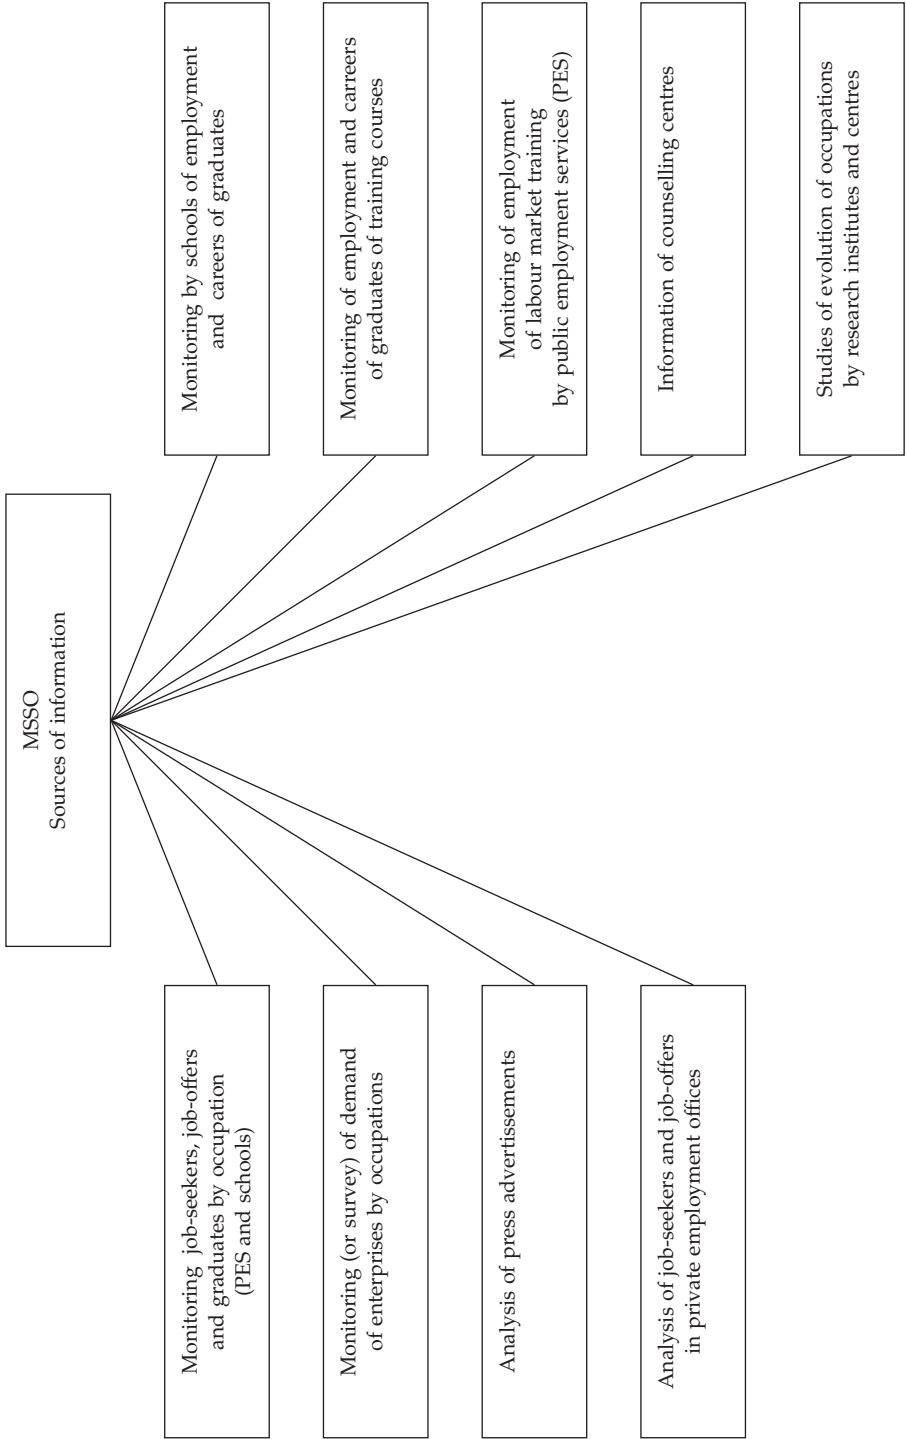 MSSO
Sources of information
Monitoring job-seekers, job-offers
and graduates by occupation
(PES and schools)
Monitoring (or survey) of demand
of enterprises by occupations
Analysis of press advertissements
Analysis of job-seekers and job-offers
in private employment offices
Monitoring by schools of employment
and careers of graduates
Monitoring of employment and carreers
of graduates of training courses
Monitoring of employment
of labour market training
by public employment services (PES)
Information of counselling centres
Studies of evolution of occupations
by research institutes and centres